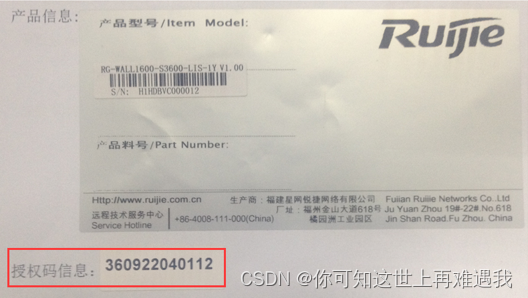 产品信息:
产品型号/Item Model:
Ruijie
RG-WALL1600-S3600-LIS-1Y V1.00
S/N: H1HDBVC000012
产品料号/Part Number:
Http://www.ruijie.com.cn
生产商:福建星网锐捷网络有限公司
Fujian Ruijie Networks Co., Ltd
远程技术服务中心
Service Hotline
+86-4008-111-000(China)
厂址:福州金山大道618号
橘园洲工业园区
Ju Yuan Zhou 19#-22#.No.618
Jin Shan Road.Fu Zhou. China
授权码信息: 360922040112
CSDN @你可知这世上再难遇我